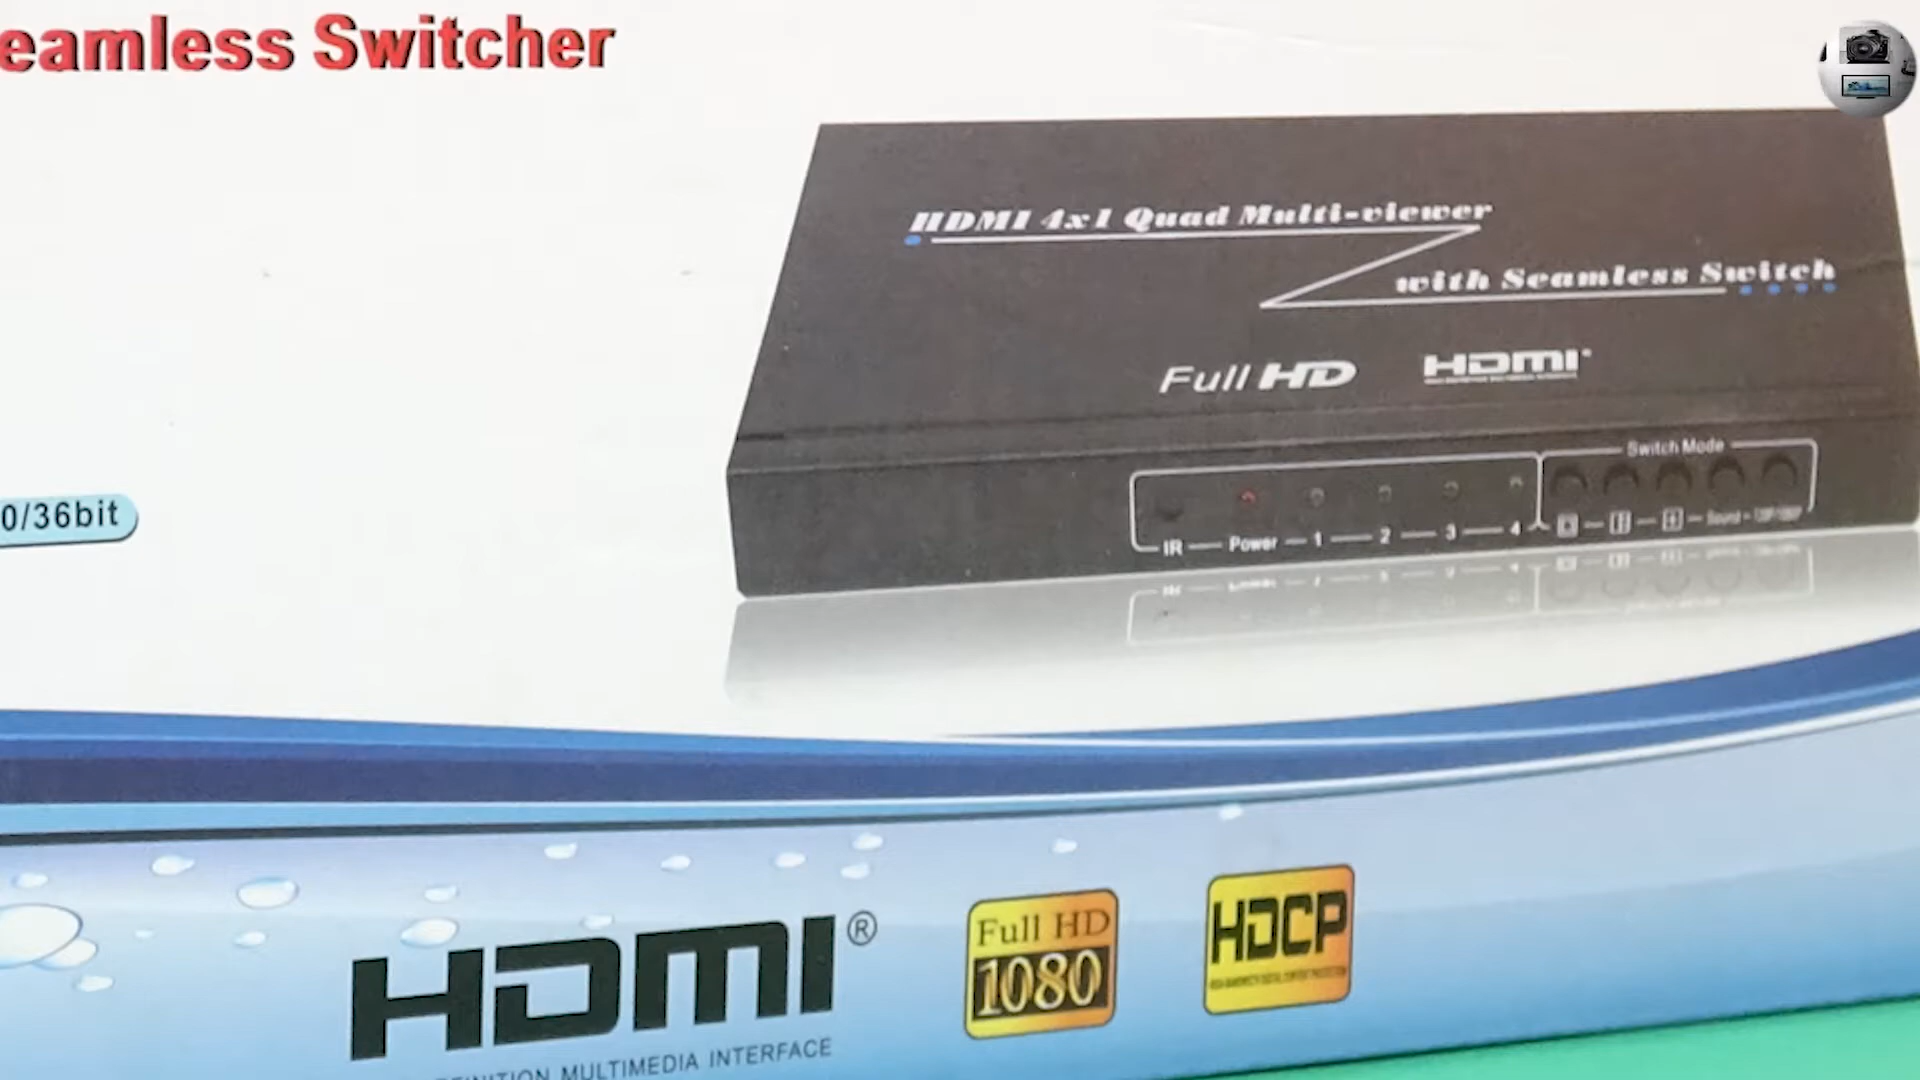 eamless Switcher
HDMI 4x1 Quad Multi-viewer
with Seamless Switch
Full HD HDMI
Switch Mode
IR Power 1 2 3 4 Sound
0/36bit
HDMI®
MULTIMEDIA INTERFACE
Full HD
1080
HDCP